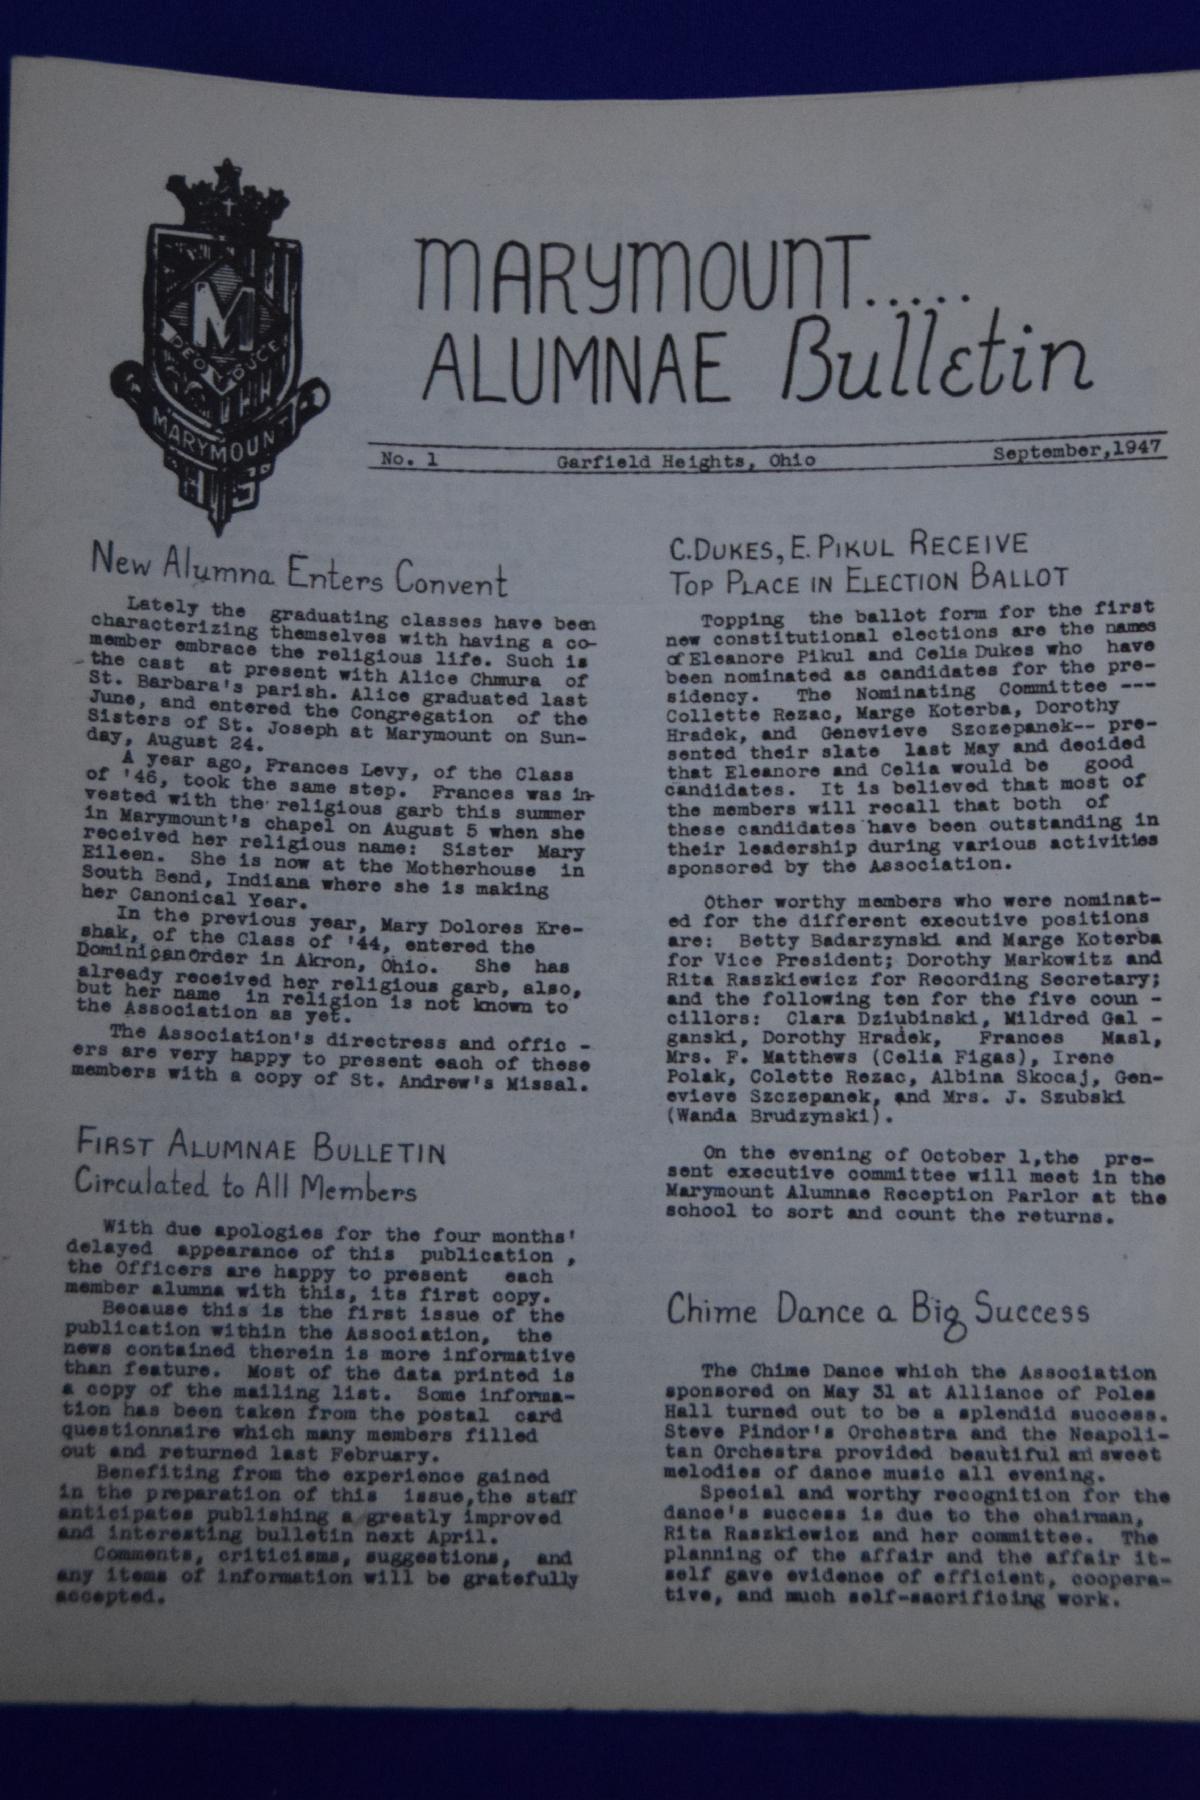 M
DEO DUCE
MARYMOUNT
HS
MARYMOUNT.....
ALUMNAE Bulletin
No. 1 Garfield Heights, Ohio September,1947
New Alumna Enters Convent
Lately the graduating classes have been
characterizing themselves with having a co-
member embrace the religious life. Such is
the cast at present with Alice Chmura of
St. Barbara's parish. Alice graduated last
June, and entered the Congregation of the
Sisters of St. Joseph at Marymount on Sun-
day, August 24.
A year ago, Frances Levy, of the Class
of '46, took the same step. Frances was in-
vested with the religious garb this summer
in Marymount's chapel on August 5 when she
received her religious name: Sister Mary
Eileen. She is now at the Motherhouse in
South Bend, Indiana where she is making
her Canonical Year.
In the previous year, Mary Dolores Kre-
shak, of the Class of '44, entered the
DominicanOrder in Akron, Ohio. She has
already received her religious garb, also,
but her name in religion is not known to
the Association as yet.
The Association's directress and offic -
ers are very happy to present each of these
members with a copy of St. Andrew's Missal.
FIRST ALUMNAE BULLETIN
Circulated to All Members
With due apologies for the four months'
delayed appearance of this publication ,
the Officers are happy to present each
member alumna with this, its first copy.
Because this is the first issue of the
publication within the Association, the
news contained therein is more informative
than feature. Most of the data printed is
a copy of the mailing list. Some informa-
tion has been taken from the postal card
questionnaire which many members filled
out and returned last February.
Benefiting from the experience gained
in the preparation of this issue,the staff
anticipates publishing a greatly improved
and interesting bulletin next April.
Comments, criticisms, suggestions, and
any items of information will be gratefully
accepted.
C.DUKES, E. PIKUL RECEIVE
TOP PLACE IN ELECTION BALLOT
Topping the ballot form for the first
new constitutional elections are the names
of Eleanore Pikul and Celia Dukes who have
been nominated as candidates for the pre-
sidency. The Nominating Committee ---
Collette Rezac, Marge Koterba, Dorothy
Hradek, and Genevieve Szczepanek-- pre-
sented their slate last May and decided
that Eleanore and Celia would be good
candidates. It is believed that most of
the members will recall that both of
these candidates have been outstanding in
their leadership during various activities
sponsored by the Association.
Other worthy members who were nominat-
ed for the different executive positions
are: Betty Badarzynski and Marge Koterba
for Vice President; Dorothy Markowitz and
Rita Raszkiewicz for Recording Secretary;
and the following ten for the five coun -
cillors: Clara Dziubinski, Mildred Gal -
ganski, Dorothy Hradek, Frances Masl,
Mrs. F. Matthews (Celia Figas), Irene
Polak, Colette Rezac, Albina Skocaj, Gen-
evieve Szczepanek, and Mrs. J. Szubski
(Wanda Brudzynski).
On the evening of October 1,the pre-
sent executive committee will meet in the
Marymount Alumnae Reception Parlor at the
school to sort and count the returns.
Chime Dance a Big Success
The Chime Dance which the Association
sponsored on May 31 at Alliance of Poles
Hall turned out to be a splendid success.
Steve Pindor's Orchestra and the Neapoli-
tan Orchestra provided beautiful and sweet
melodies of dance music all evening.
Special and worthy recognition for the
dance's success is due to the chairman,
Rita Raszkiewicz and her committee. The
planning of the affair and the affair it-
self gave evidence of efficient, coopera-
tive, and much self-sacrificing work.